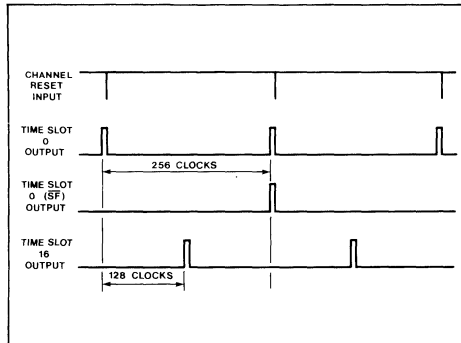 CHANNEL
RESET
INPUT
TIME SLOT
0
OUTPUT
256 CLOCKS
TIME SLOT
0 (S̅F̅)
OUTPUT
TIME SLOT
16
OUTPUT
128 CLOCKS